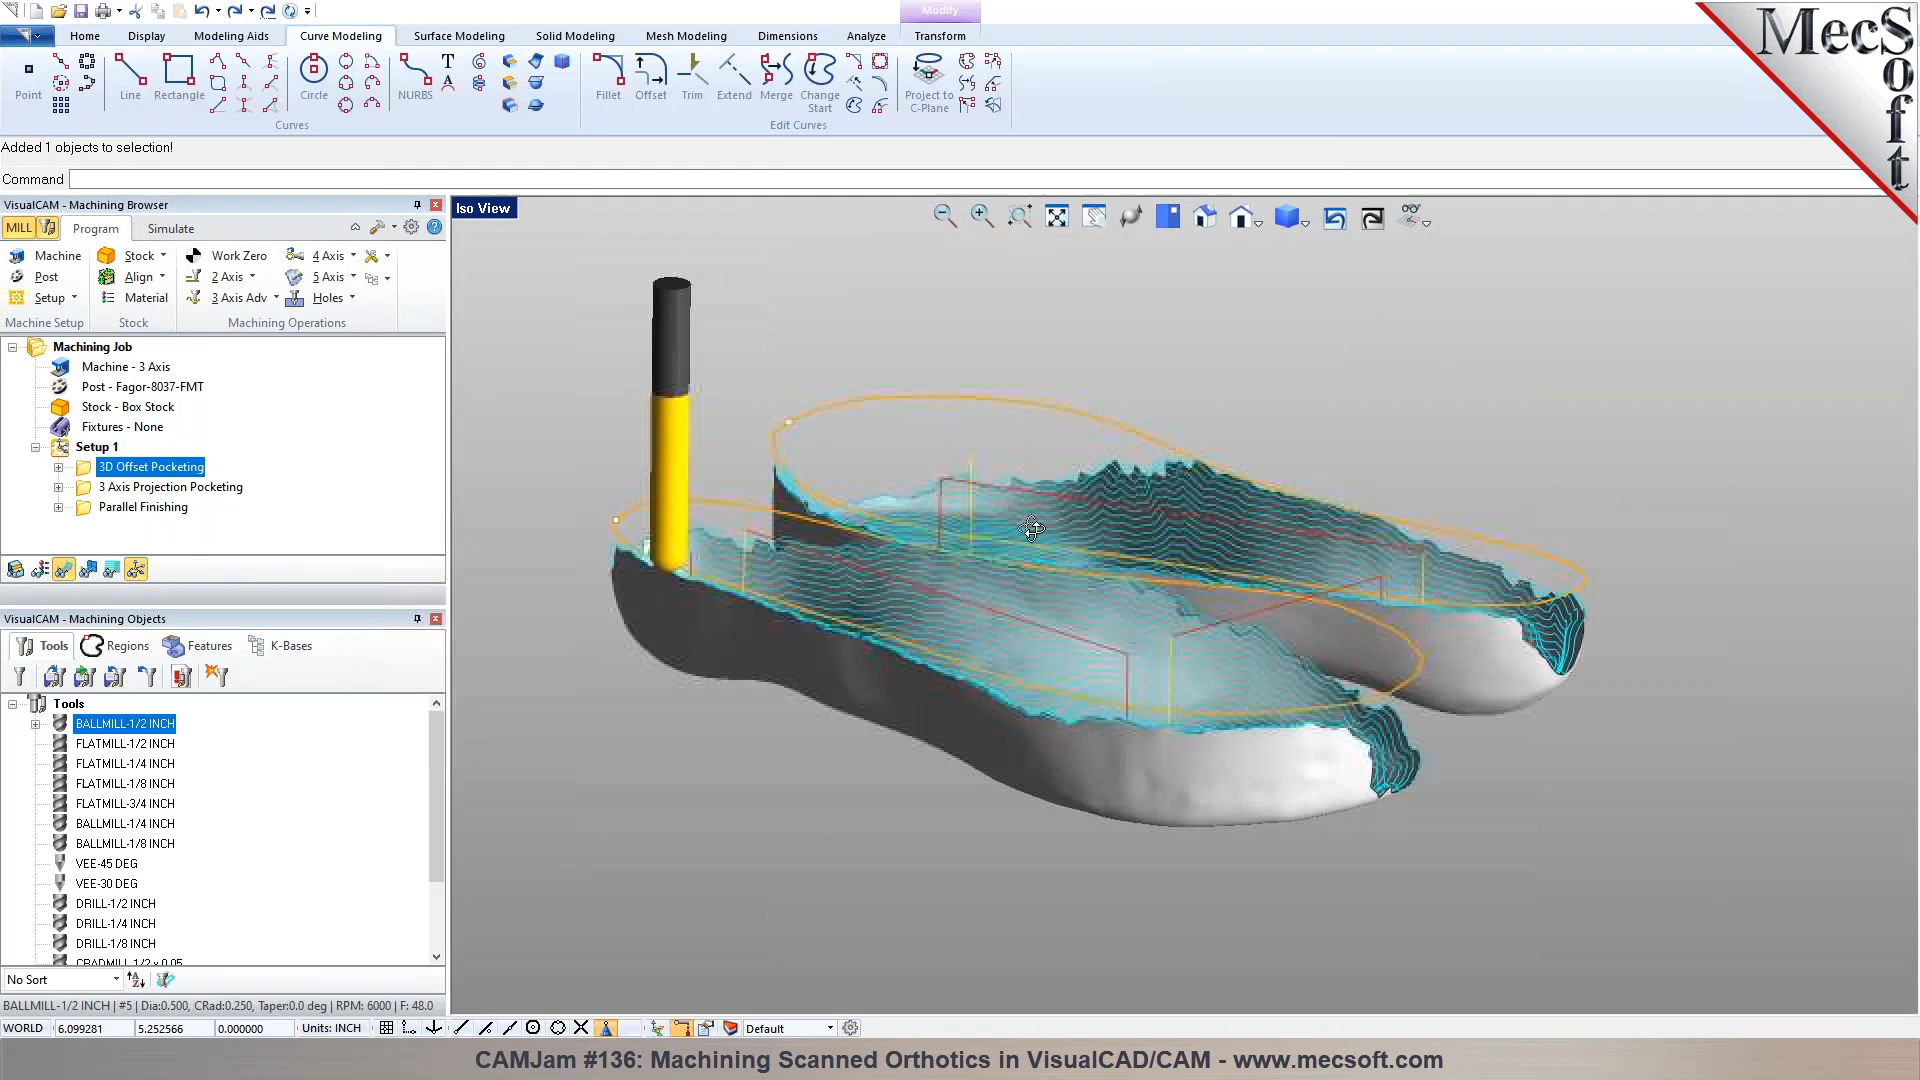 Modify
Home Display Modeling Aids Curve Modeling Surface Modeling Solid Modeling Mesh Modeling Dimensions Analyze Transform
Point Line Rectangle Circle NURBS Fillet Offset Trim Extend Merge Change Start Project to C-Plane
Curves Edit Curves
MecSoft
Added 1 objects to selection!
Command
VisualCAM - Machining Browser
MILL Program Simulate
Machine Stock Work Zero 4 Axis
Post Align 2 Axis 5 Axis
Setup Material 3 Axis Adv Holes
Machine Setup Stock Machining Operations
Machining Job
Machine - 3 Axis
Post - Fagor-8037-FMT
Stock - Box Stock
Fixtures - None
Setup 1
3D Offset Pocketing
3 Axis Projection Pocketing
Parallel Finishing
Iso View
VisualCAM - Machining Objects
Tools Regions Features K-Bases
Tools
BALLMILL-1/2 INCH
FLATMILL-1/2 INCH
FLATMILL-1/4 INCH
FLATMILL-1/8 INCH
FLATMILL-3/4 INCH
BALLMILL-1/4 INCH
BALLMILL-1/8 INCH
VEE-45 DEG
VEE-30 DEG
DRILL-1/2 INCH
DRILL-1/4 INCH
DRILL-1/8 INCH
CRADMILL 1/2 x 0.05
No Sort
BALLMILL-1/2 INCH | #5 | Dia:0.500, CRad:0.250, Taper:0.0 deg | RPM: 6000 | F: 48.0
WORLD 6.099281 5.252566 0.000000 Units: INCH Default
CAMJam #136: Machining Scanned Orthotics in VisualCAD/CAM - www.mecsoft.com